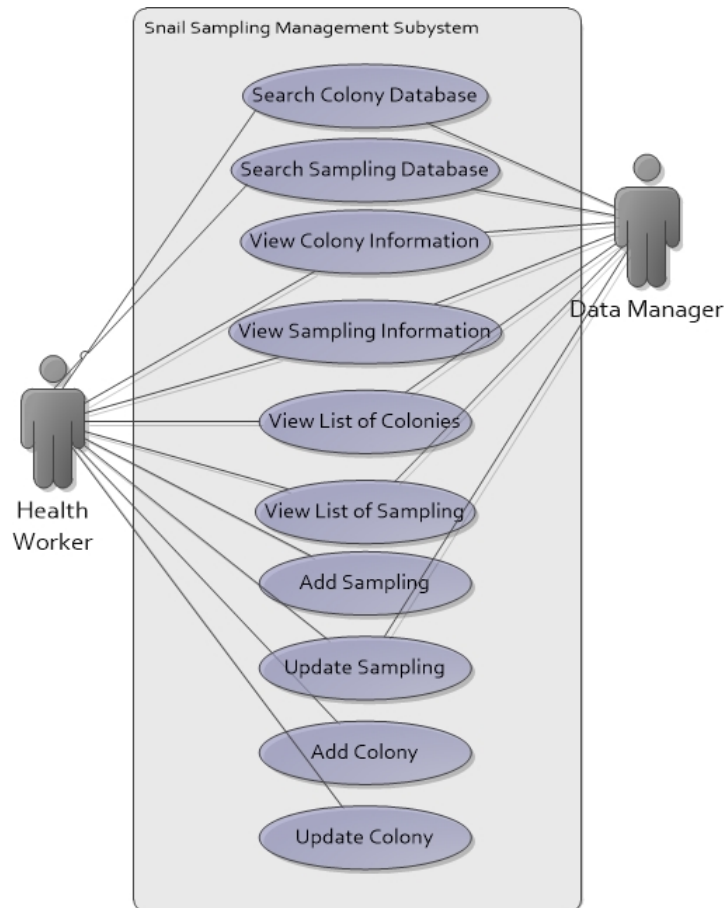 Snail Sampling Management Subystem
Search Colony Database
Search Sampling Database
View Colony Information
Data Manager
View Sampling Information
View List of Colonies
Health
Worker
View List of Sampling
Add Sampling
Update Sampling
Add Colony
Update Colony